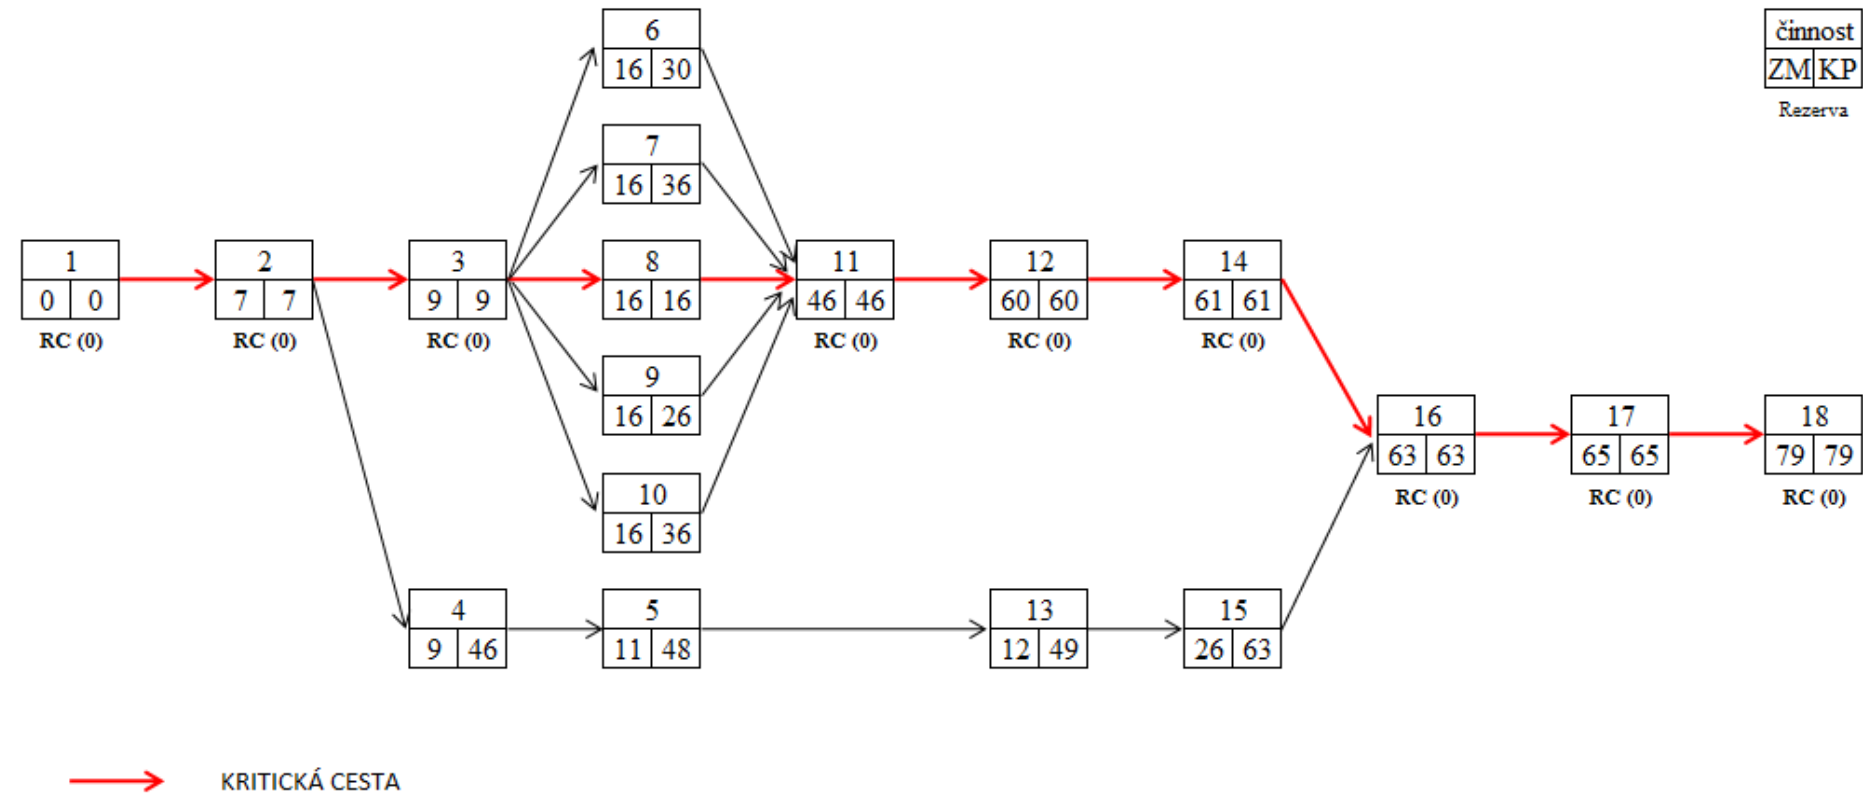 6
16 30
činnost
ZM KP
Rezerva
7
16 36
1
0 0
RC (0)
2
7 7
RC (0)
3
9 9
RC (0)
8
16 16
11
46 46
RC (0)
12
60 60
RC (0)
14
61 61
RC (0)
9
16 26
16
63 63
RC (0)
17
65 65
RC (0)
18
79 79
RC (0)
10
16 36
4
9 46
5
11 48
13
12 49
15
26 63
KRITICKÁ CESTA